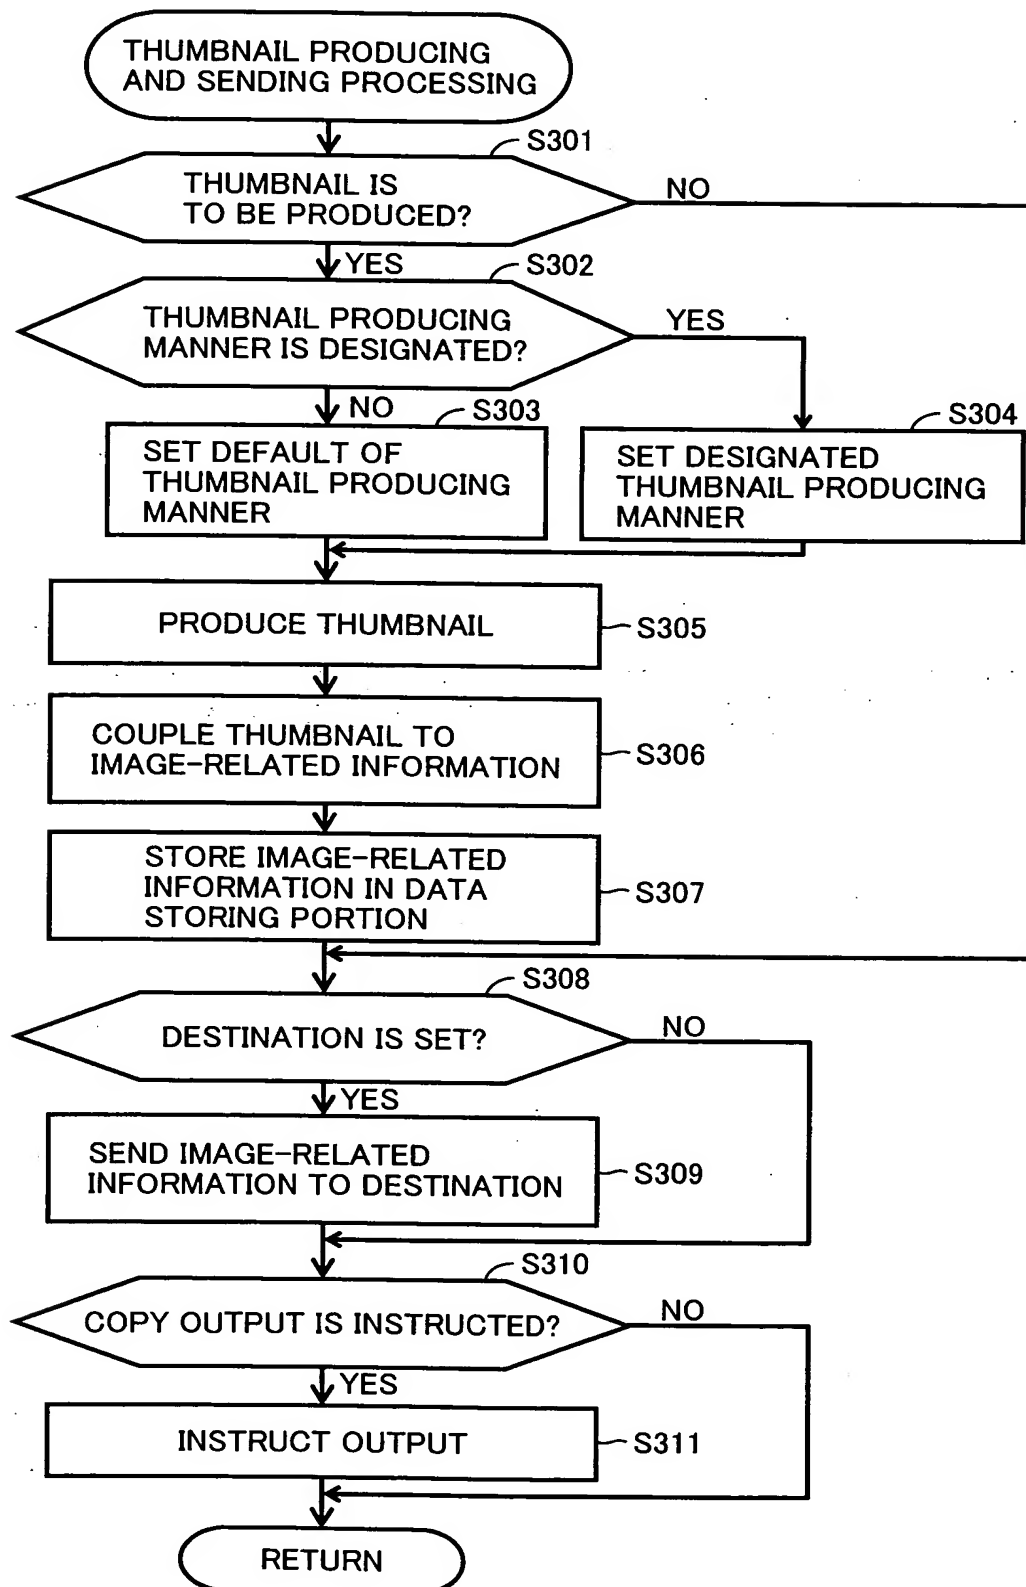 THUMBNAIL PRODUCING
AND SENDING PROCESSING
S301
THUMBNAIL IS
TO BE PRODUCED?
NO
YES
S302
THUMBNAIL PRODUCING
MANNER IS DESIGNATED?
YES
NO
S303
SET DEFAULT OF
THUMBNAIL PRODUCING
MANNER
S304
SET DESIGNATED
THUMBNAIL PRODUCING
MANNER
PRODUCE THUMBNAIL
S305
COUPLE THUMBNAIL TO
IMAGE-RELATED INFORMATION
S306
STORE IMAGE-RELATED
INFORMATION IN DATA
STORING PORTION
S307
S308
DESTINATION IS SET?
NO
YES
SEND IMAGE-RELATED
INFORMATION TO DESTINATION
S309
S310
COPY OUTPUT IS INSTRUCTED?
NO
YES
INSTRUCT OUTPUT
S311
RETURN